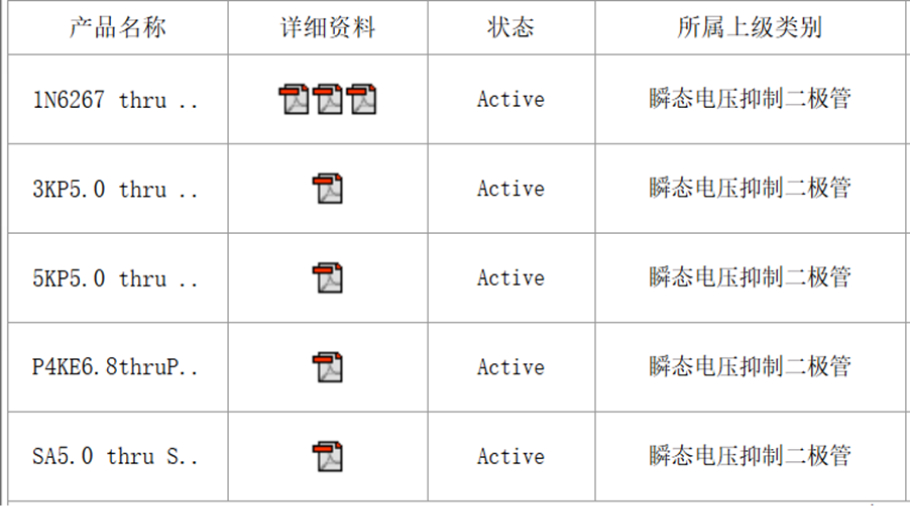 产品名称 详细资料 状态 所属上级类别
1N6267 thru .. Active 瞬态电压抑制二极管
3KP5.0 thru .. Active 瞬态电压抑制二极管
5KP5.0 thru .. Active 瞬态电压抑制二极管
P4KE6.8thruP.. Active 瞬态电压抑制二极管
SA5.0 thru S.. Active 瞬态电压抑制二极管